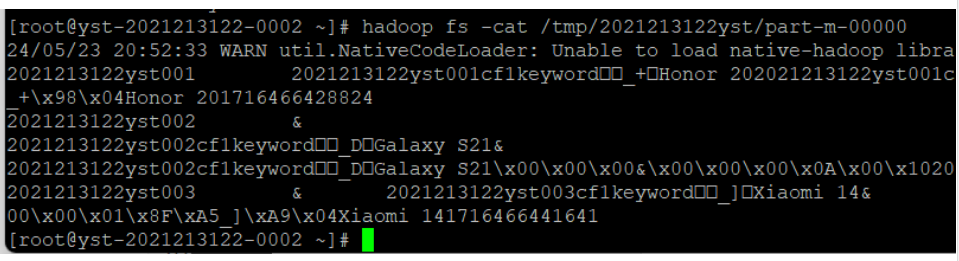 [root@yst-2021213122-0002 ~]# hadoop fs -cat /tmp/2021213122yst/part-m-00000
24/05/23 20:52:33 WARN util.NativeCodeLoader: Unable to load native-hadoop libra
2021213122yst001 2021213122yst001cf1keyword□□_+□Honor 202021213122yst001c
_+\x98\x04Honor 201716466428824
2021213122yst002 &
2021213122yst002cf1keyword□□_D□Galaxy S21&
2021213122yst002cf1keyword□□_D□Galaxy S21\x00\x00\x00&\x00\x00\x00\x0A\x00\x1020
2021213122yst003 & 2021213122yst003cf1keyword□□_]□Xiaomi 14&
00\x00\x01\x8F\xA5_]\xA9\x04Xiaomi 141716466441641
[root@yst-2021213122-0002 ~]#